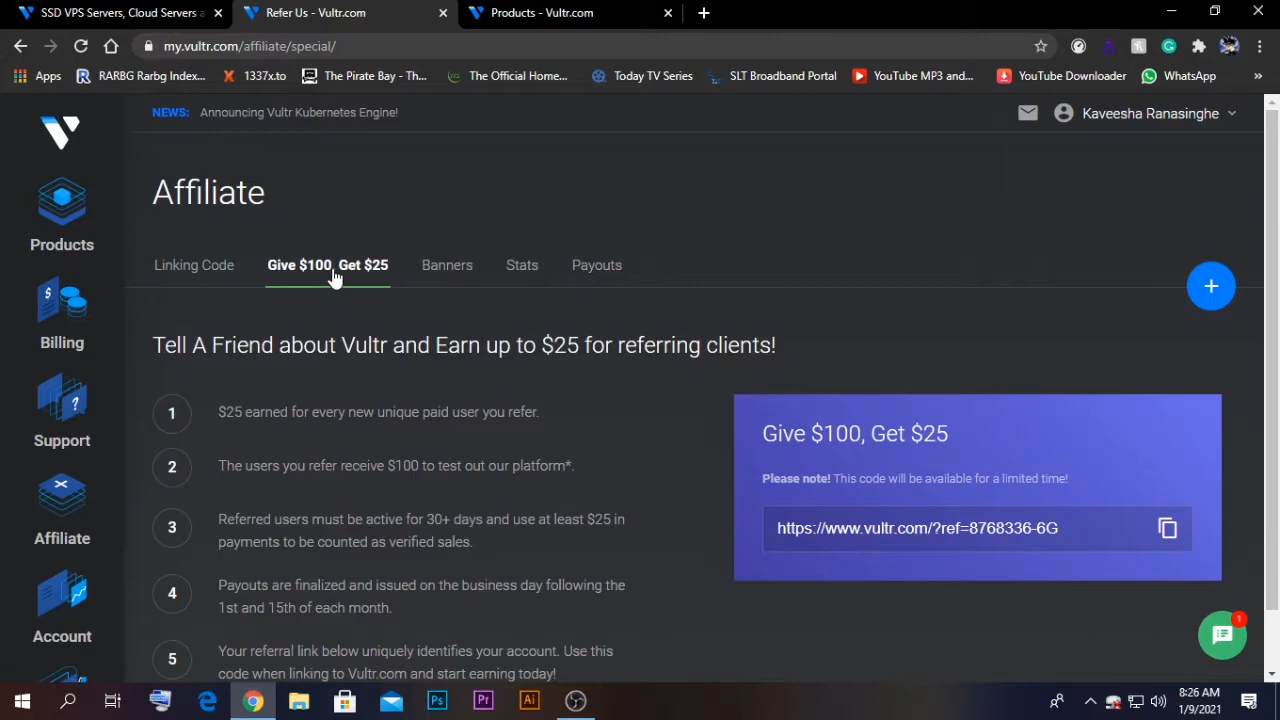 SSD VPS Servers, Cloud Servers a
Refer Us - Vultr.com
Products - Vultr.com
my.vultr.com/affiliate/special/
Apps
RARBG Rarbg Index...
1337x.to
The Pirate Bay - Th...
The Official Home...
Today TV Series
SLT Broadband Portal
YouTube MP3 and...
YouTube Downloader
WhatsApp
»
NEWS: Announcing Vultr Kubernetes Engine!
Kaveesha Ranasinghe
Affiliate
Products
Linking Code
Give $100, Get $25
Banners
Stats
Payouts
Billing
Tell A Friend about Vultr and Earn up to $25 for referring clients!
1 $25 earned for every new unique paid user you refer.
2 The users you refer receive $100 to test out our platform*.
3 Referred users must be active for 30+ days and use at least $25 in
payments to be counted as verified sales.
4 Payouts are finalized and issued on the business day following the
1st and 15th of each month.
5 Your referral link below uniquely identifies your account. Use this
code when linking to Vultr.com and start earning today!
Give $100, Get $25
Please note! This code will be available for a limited time!
https://www.vultr.com/?ref=8768336-6G
Support
Affiliate
Account
1
Ps
Pr
Ai
8:26 AM
1/9/2021